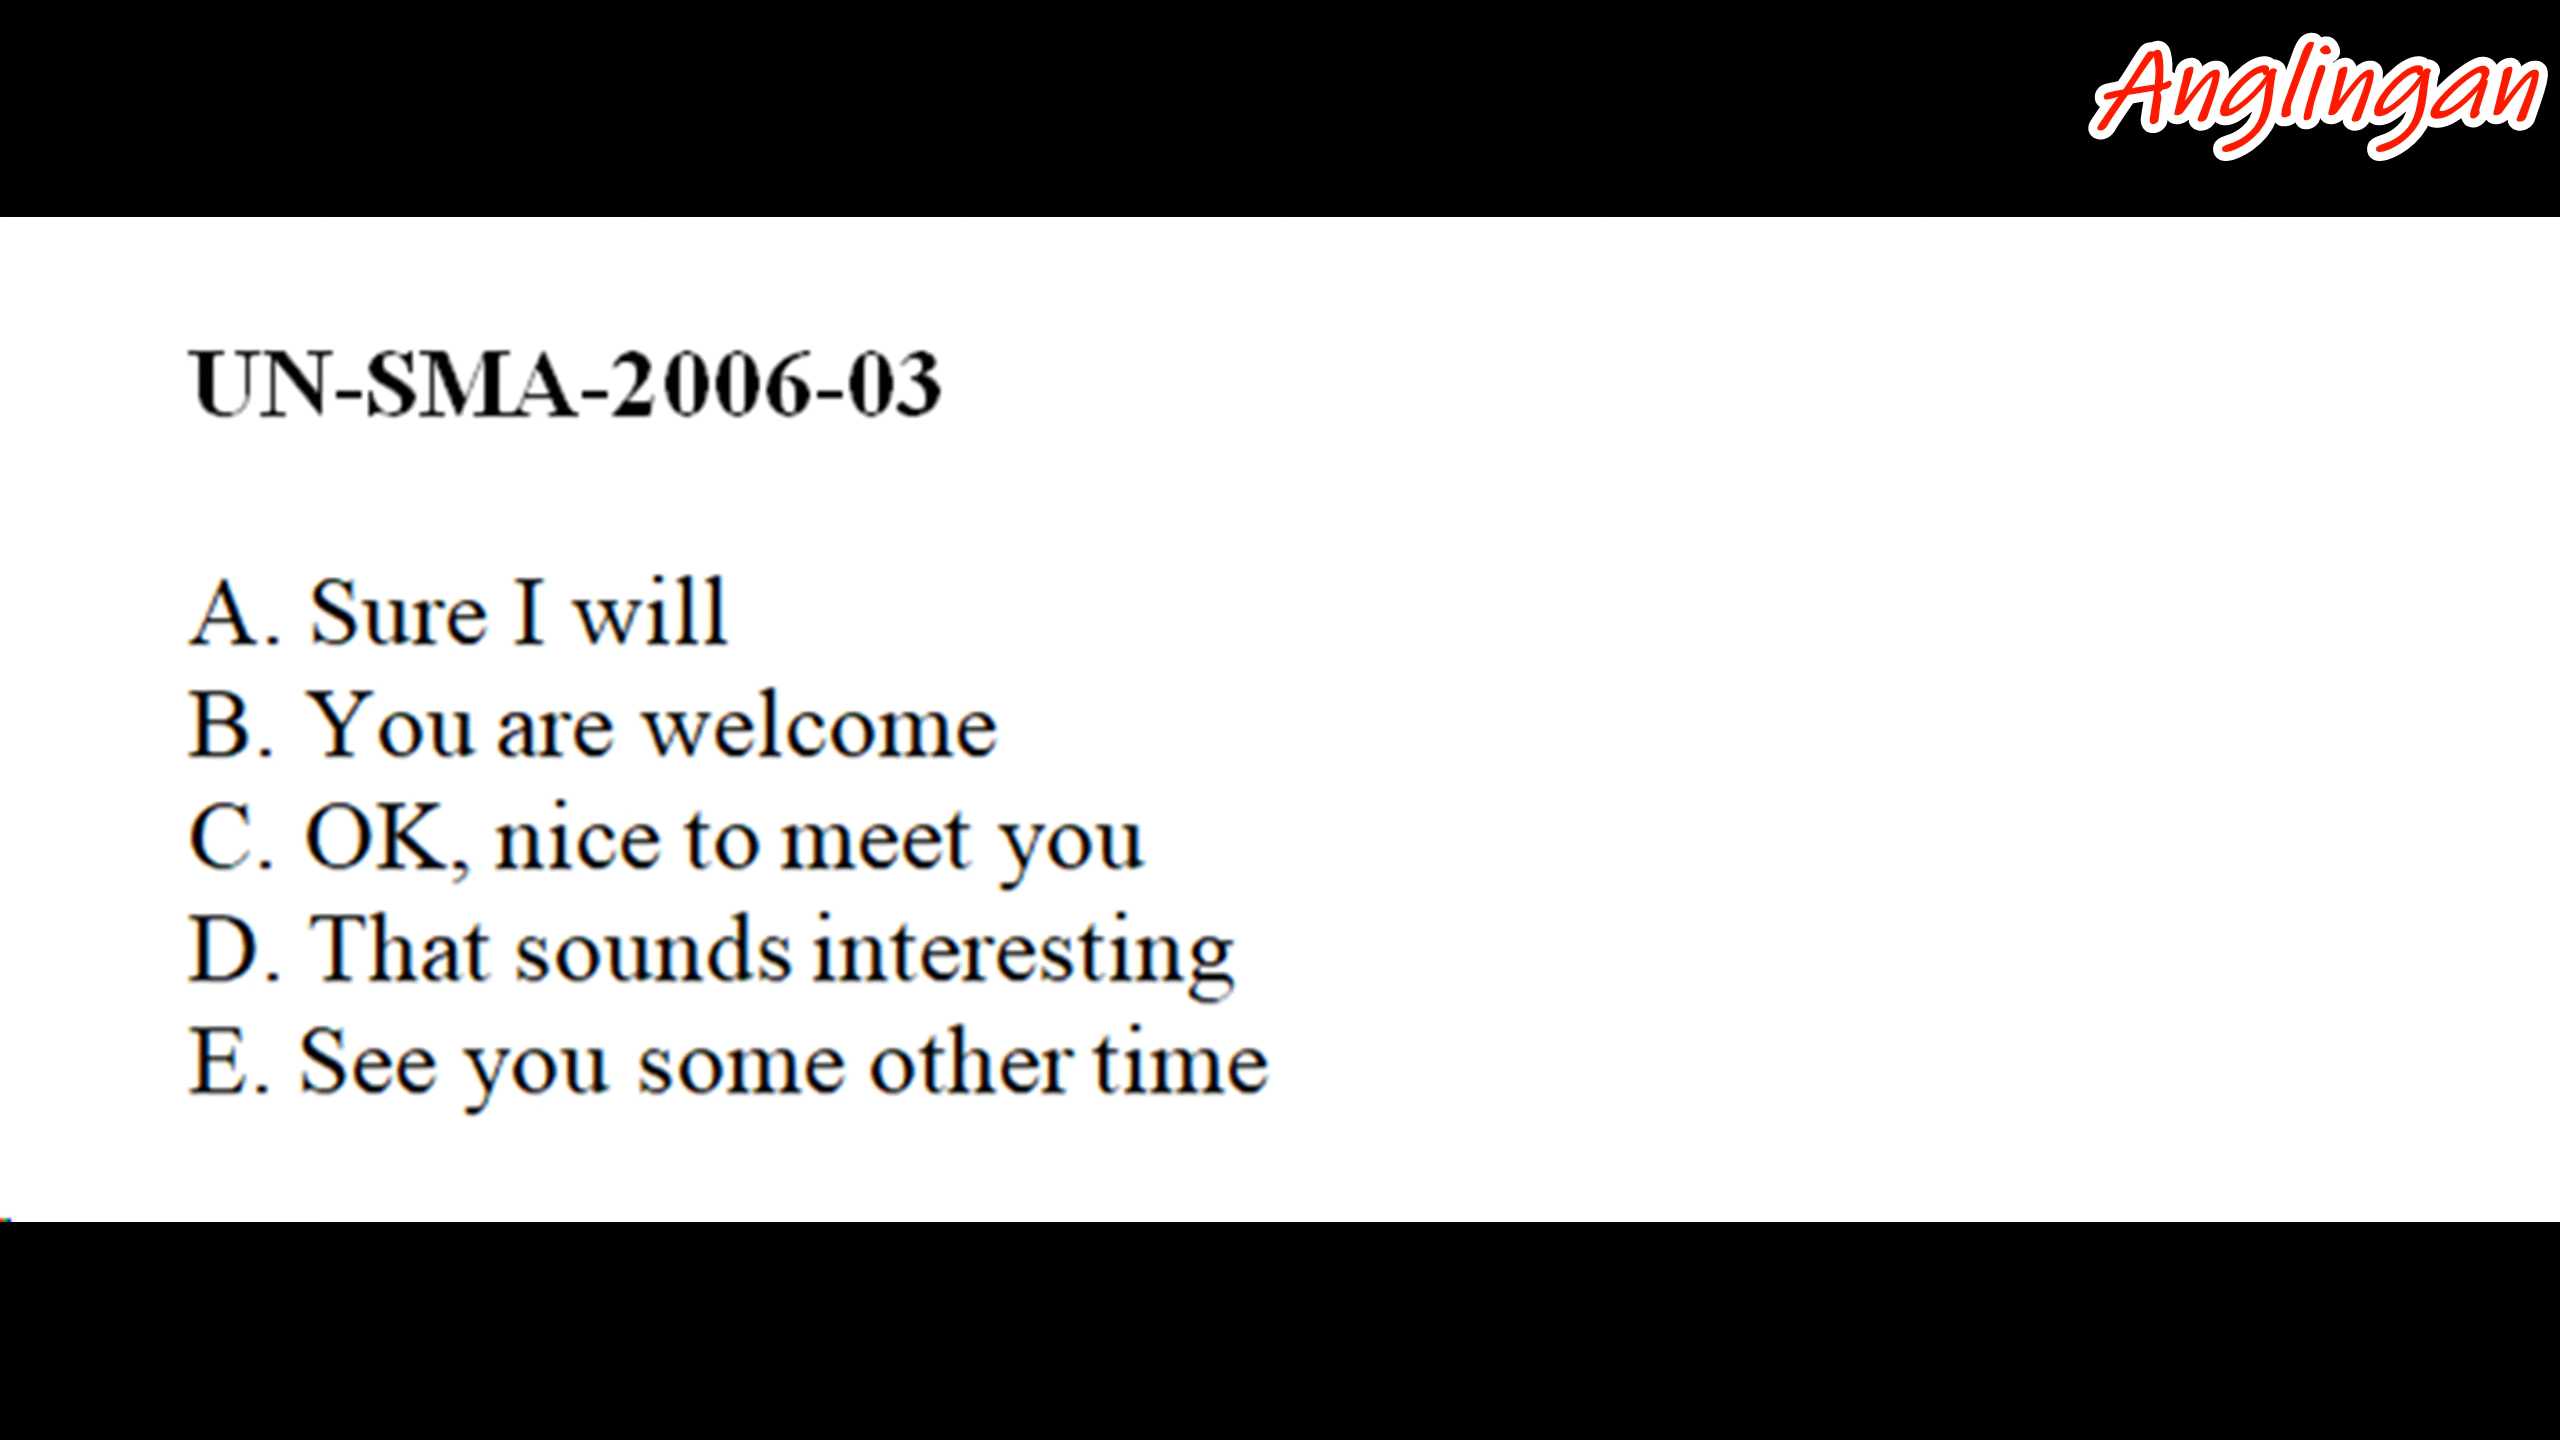 Anglingan
UN-SMA-2006-03
A. Sure I will
B. You are welcome
C. OK, nice to meet you
D. That sounds interesting
E. See you some other time